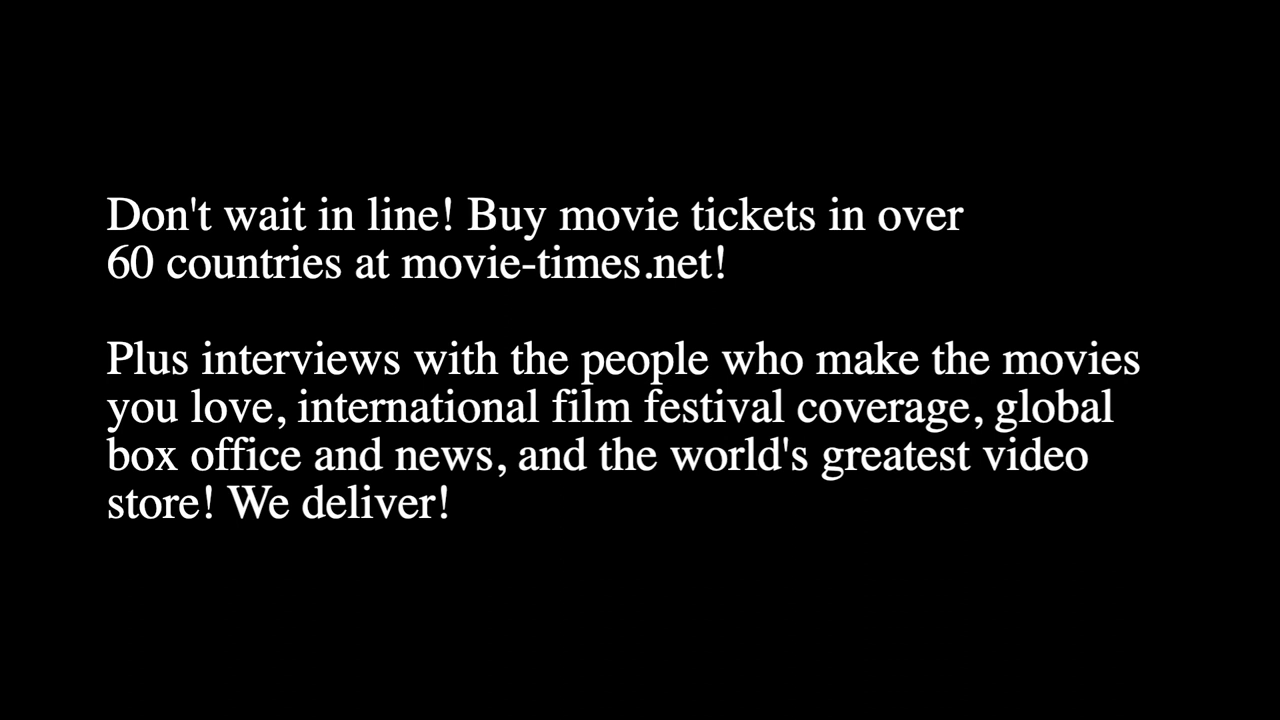 Don't wait in line! Buy movie tickets in over
60 countries at movie-times.net!
Plus interviews with the people who make the movies
you love, international film festival coverage, global
box office and news, and the world's greatest video
store! We deliver!